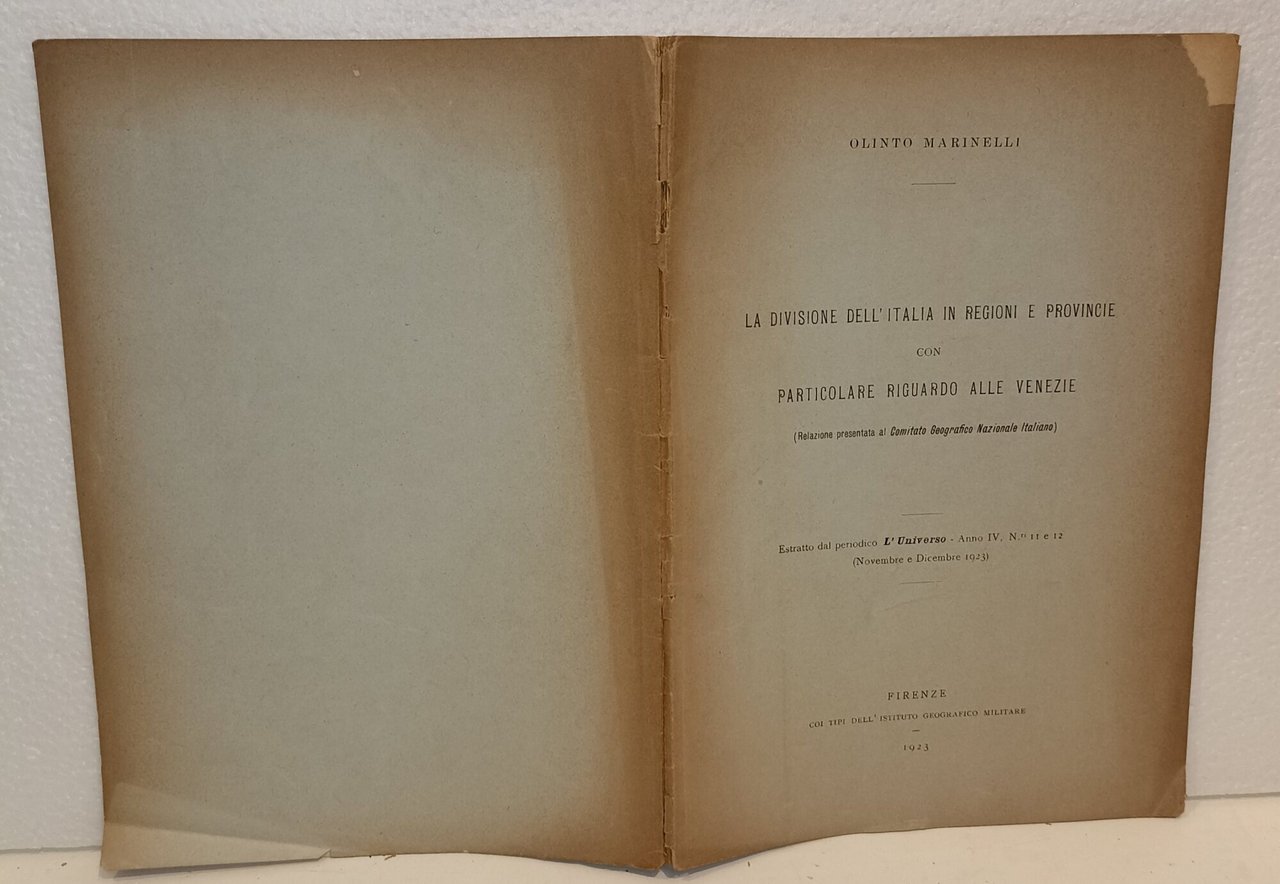 OLINTO MARINELLI
LA DIVISIONE DELL'ITALIA IN REGIONI E PROVINCIE
CON
PARTICOLARE RIGUARDO ALLE VENEZIE
(Relazione presentata al Comitato Geografico Nazionale Italiano)
Estratto dal periodico L'Universo - Anno IV, N.ri 11 e 12
(Novembre e Dicembre 1923)
FIRENZE
COI TIPI DELL'ISTITUTO GEOGRAFICO MILITARE
1923